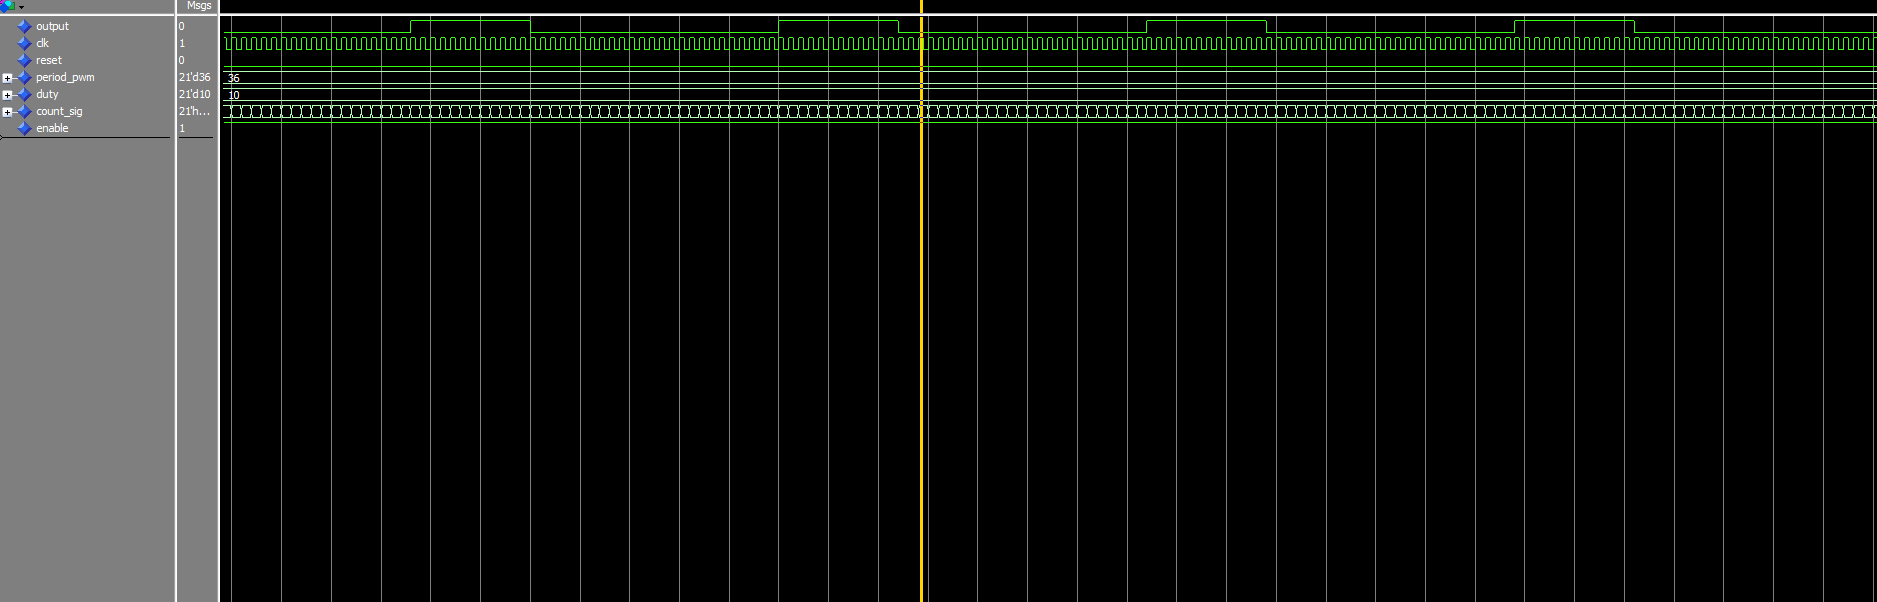 Msgs
output 0
clk 1
reset 0
period_pwm 21'd36 36
duty 21'd10 10
count_sig 21'h...
enable 1